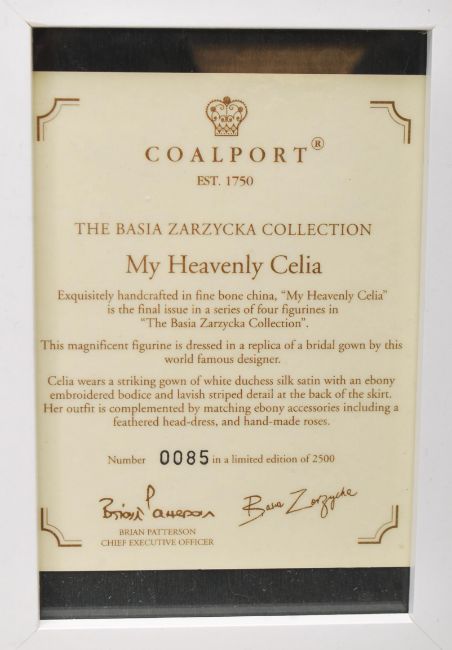 COALPORT®
EST. 1750
THE BASIA ZARZYCKA COLLECTION
My Heavenly Celia
Exquisitely handcrafted in fine bone china, “My Heavenly Celia”
is the final issue in a series of four figurines in
“The Basia Zarzycka Collection”.
This magnificent figurine is dressed in a replica of a bridal gown by this
world famous designer.
Celia wears a striking gown of white duchess silk satin with an ebony
embroidered bodice and lavish striped detail at the back of the skirt.
Her outfit is complemented by matching ebony accessories including a
feathered head-dress, and hand-made roses.
Number 0085 in a limited edition of 2500
Brian Patterson Basia Zarzycka
BRIAN PATTERSON
CHIEF EXECUTIVE OFFICER